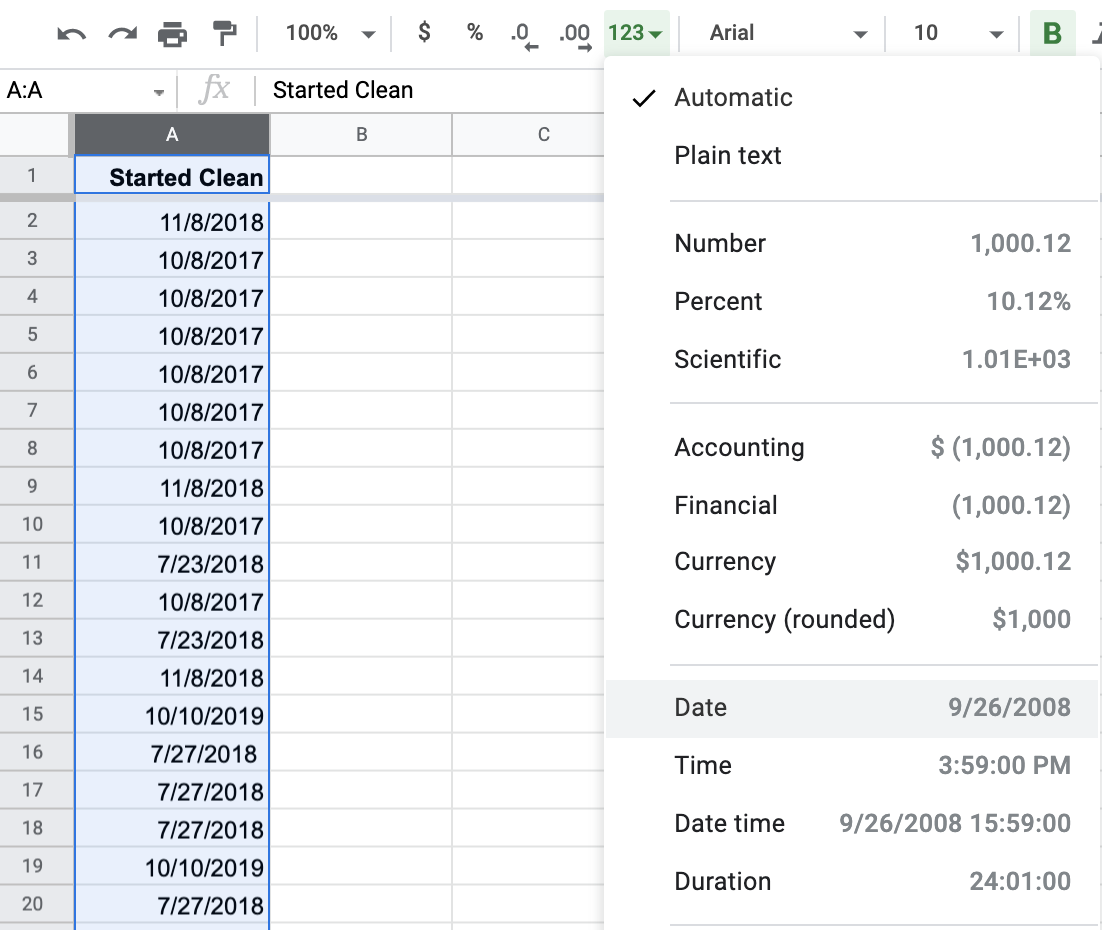 100% $ % .0 .00 123 Arial 10 B
A:A fx Started Clean
A B C
1 Started Clean
2 11/8/2018
3 10/8/2017
4 10/8/2017
5 10/8/2017
6 10/8/2017
7 10/8/2017
8 10/8/2017
9 11/8/2018
10 10/8/2017
11 7/23/2018
12 10/8/2017
13 7/23/2018
14 11/8/2018
15 10/10/2019
16 7/27/2018
17 7/27/2018
18 7/27/2018
19 10/10/2019
20 7/27/2018
Automatic
Plain text
Number 1,000.12
Percent 10.12%
Scientific 1.01E+03
Accounting $ (1,000.12)
Financial (1,000.12)
Currency $1,000.12
Currency (rounded) $1,000
Date 9/26/2008
Time 3:59:00 PM
Date time 9/26/2008 15:59:00
Duration 24:01:00